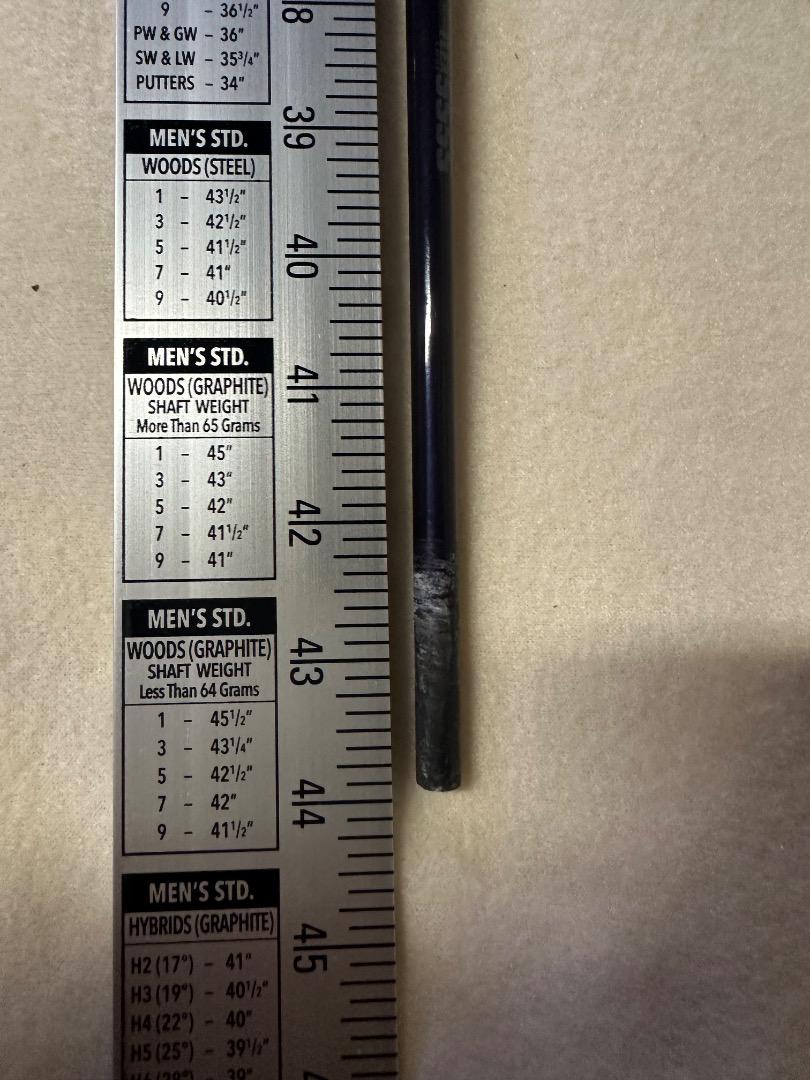 9 - 36½"
PW & GW - 36"
SW & LW - 35¾"
PUTTERS - 34"
MEN'S STD.
WOODS (STEEL)
1 - 43½"
3 - 42½"
5 - 41½"
7 - 41"
9 - 40½"
MEN'S STD.
WOODS (GRAPHITE)
SHAFT WEIGHT
More Than 65 Grams
1 - 45"
3 - 43"
5 - 42"
7 - 41½"
9 - 41"
MEN'S STD.
WOODS (GRAPHITE)
SHAFT WEIGHT
Less Than 64 Grams
1 - 45½"
3 - 43¼"
5 - 42½"
7 - 42"
9 - 41½"
MEN'S STD.
HYBRIDS (GRAPHITE)
H2 (17°) - 41"
H3 (19°) - 40½"
H4 (22°) - 40"
H5 (25°) - 39½"
39"
8
39
40
41
42
43
44
45